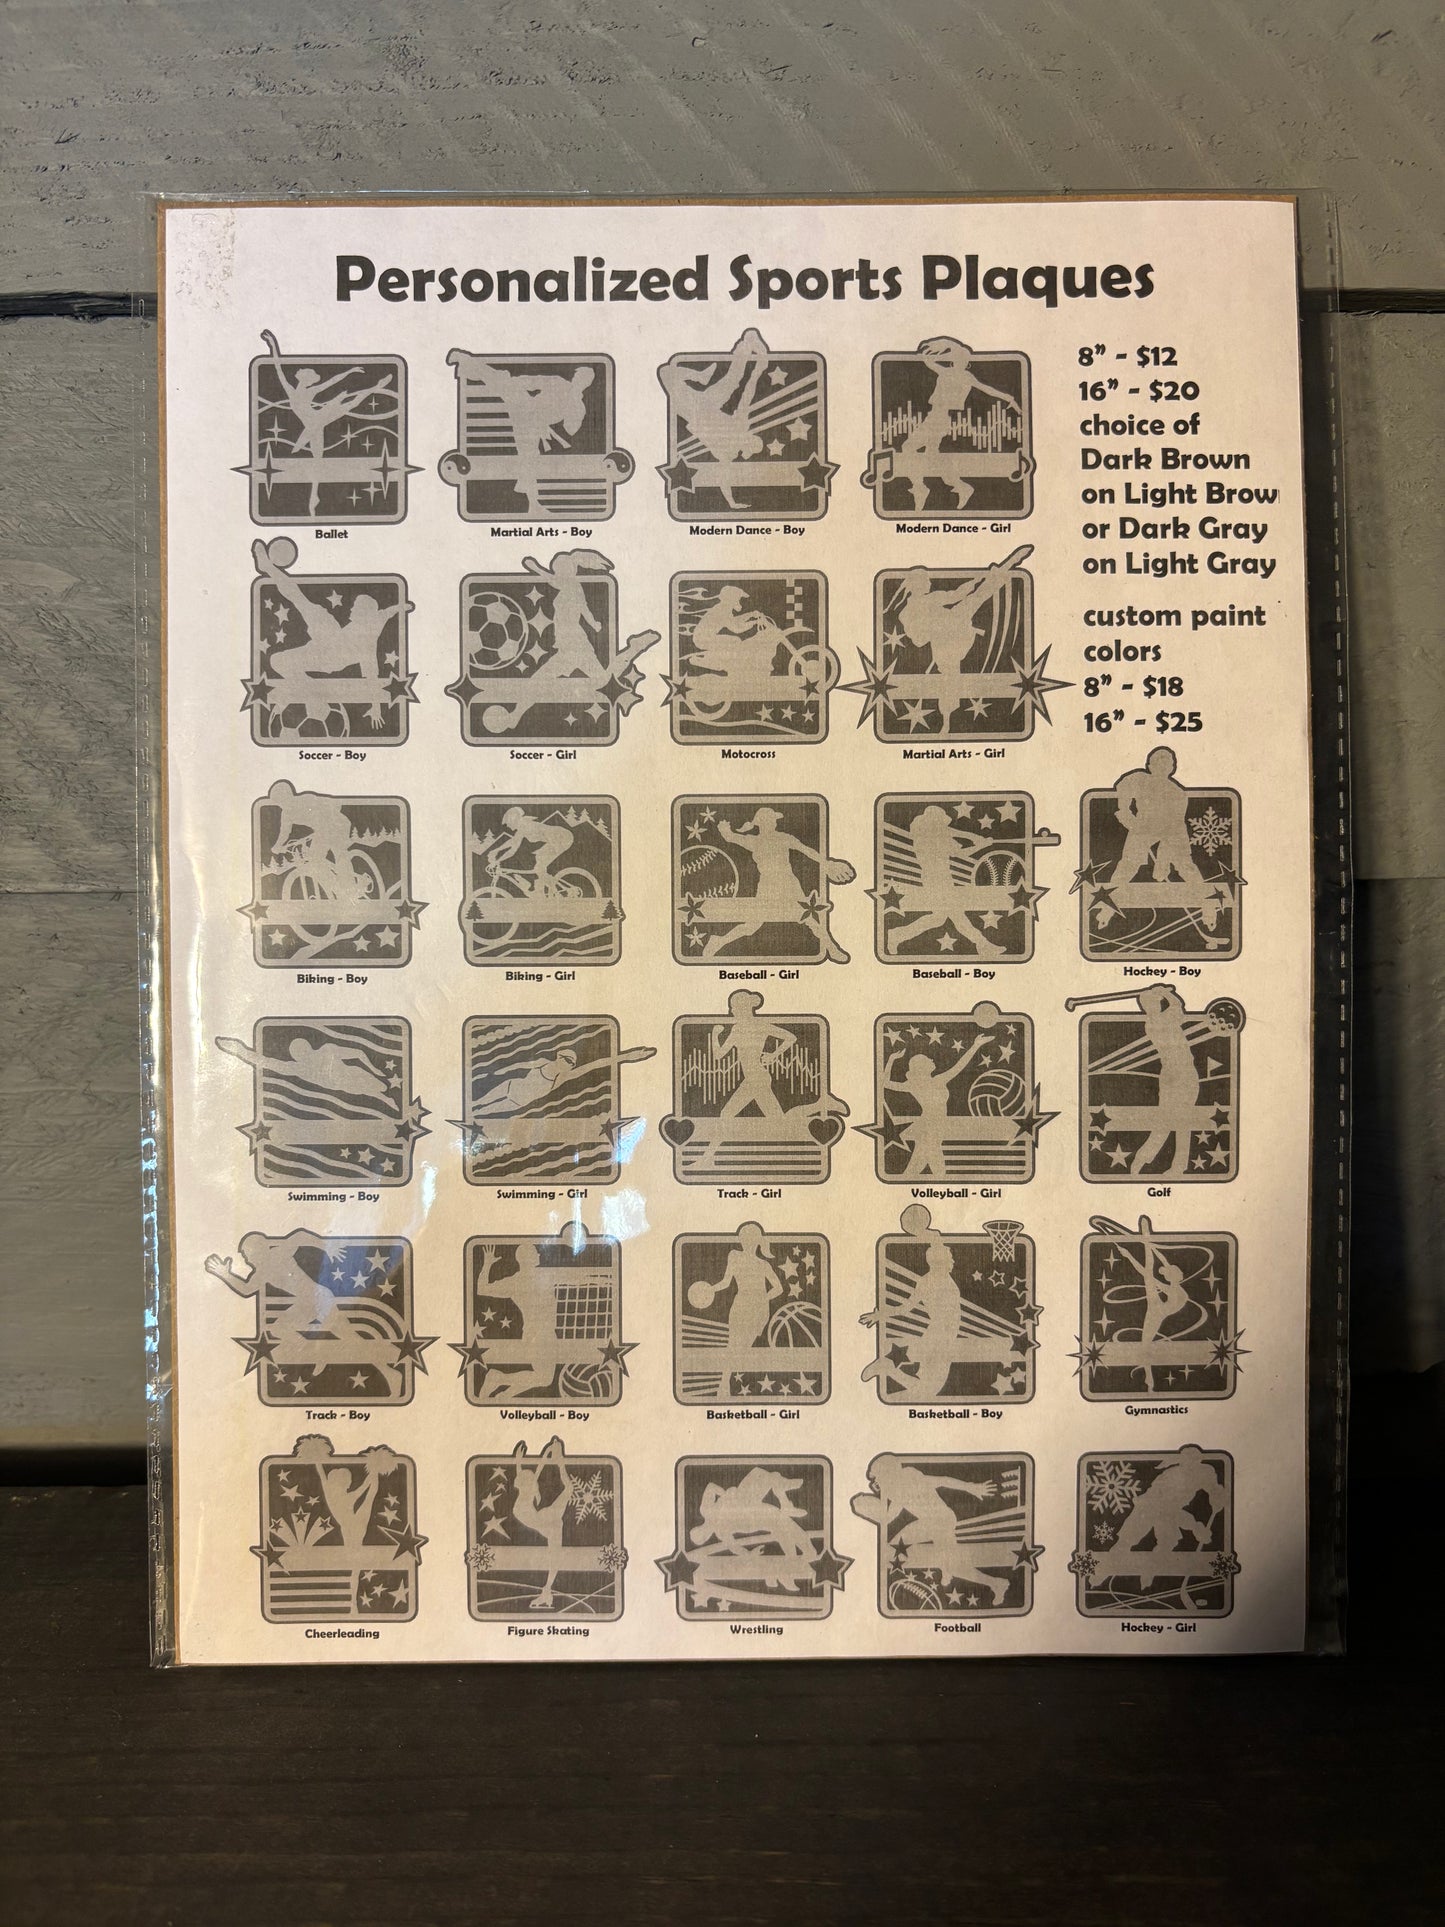 Personalized Sports Plaques
8” - $12
16” - $20
choice of
Dark Brown
on Light Brow
or Dark Gray
on Light Gray
custom paint
colors
8” - $18
16” - $25
Ballet
Martial Arts - Boy
Modern Dance - Boy
Modern Dance - Girl
Soccer - Boy
Soccer - Girl
Motocross
Martial Arts - Girl
Biking - Boy
Biking - Girl
Baseball - Girl
Baseball - Boy
Hockey - Boy
Swimming - Boy
Swimming - Girl
Track - Girl
Volleyball - Girl
Golf
Track - Boy
Volleyball - Boy
Basketball - Girl
Basketball - Boy
Gymnastics
Cheerleading
Figure Skating
Wrestling
Football
Hockey - Girl